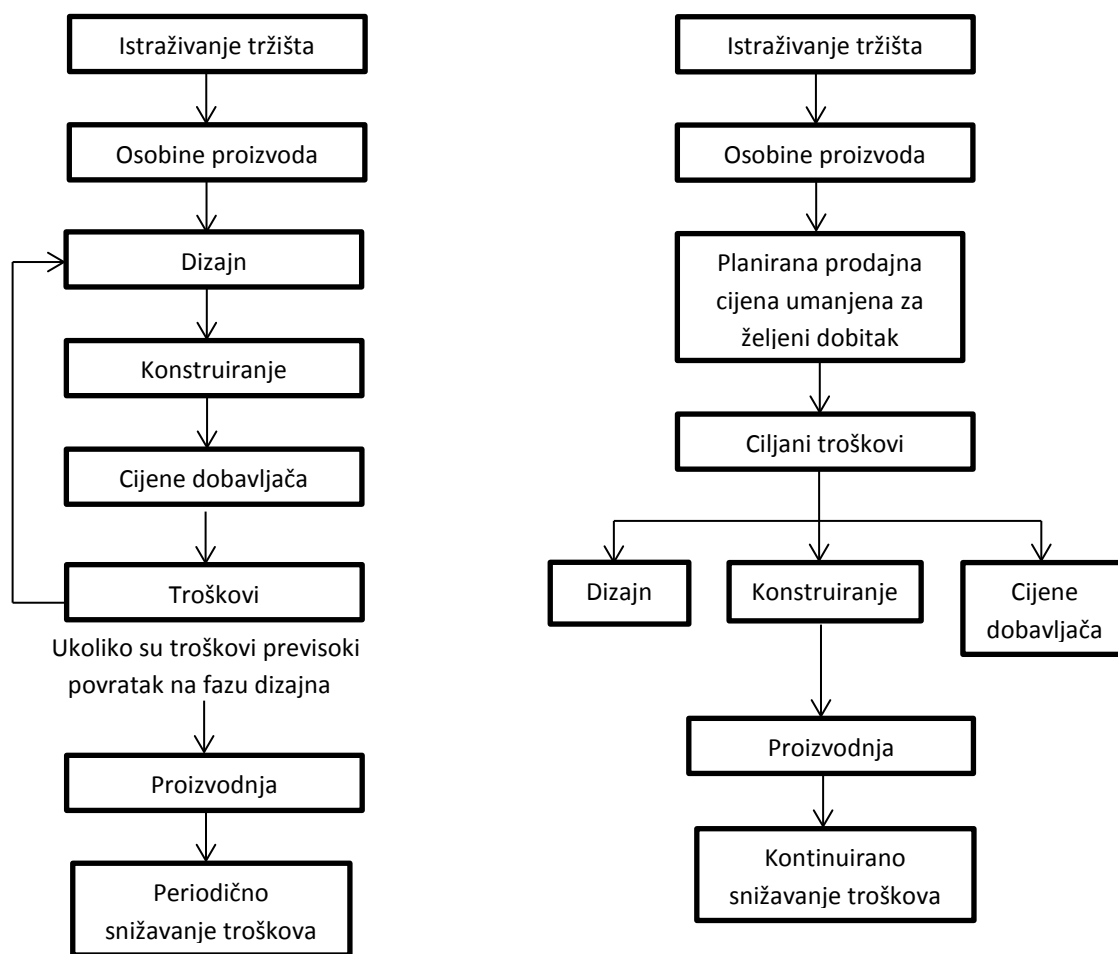 Istraživanje tržišta
Osobine proizvoda
Dizajn
Konstruiranje
Cijene dobavljača
Troškovi
Ukoliko su troškovi previsoki
povratak na fazu dizajna
Proizvodnja
Periodično
snižavanje troškova
Istraživanje tržišta
Osobine proizvoda
Planirana prodajna
cijena umanjena za
željeni dobitak
Ciljani troškovi
Dizajn
Konstruiranje
Cijene
dobavljača
Proizvodnja
Kontinuirano
snižavanje troškova